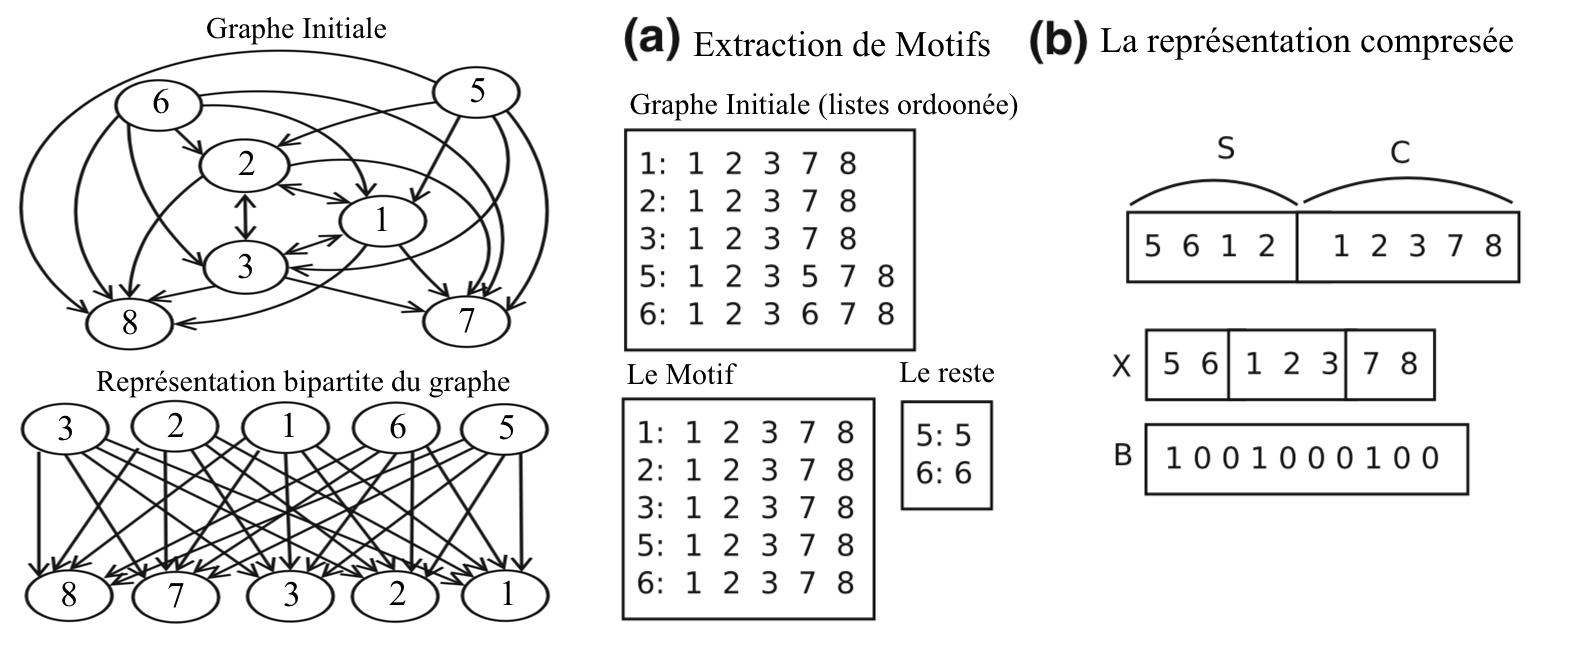 Graphe Initiale
6
5
2
1
3
8
7
Représentation bipartite du graphe
3 2 1 6 5
8 7 3 2 1
(a) Extraction de Motifs
Graphe Initiale (listes ordoonée)
1: 1 2 3 7 8
2: 1 2 3 7 8
3: 1 2 3 7 8
5: 1 2 3 5 7 8
6: 1 2 3 6 7 8
Le Motif
1: 1 2 3 7 8
2: 1 2 3 7 8
3: 1 2 3 7 8
5: 1 2 3 7 8
6: 1 2 3 7 8
Le reste
5: 5
6: 6
(b) La représentation compresée
S C
5 6 1 2 1 2 3 7 8
X 5 6 1 2 3 7 8
B 1 0 0 1 0 0 0 1 0 0